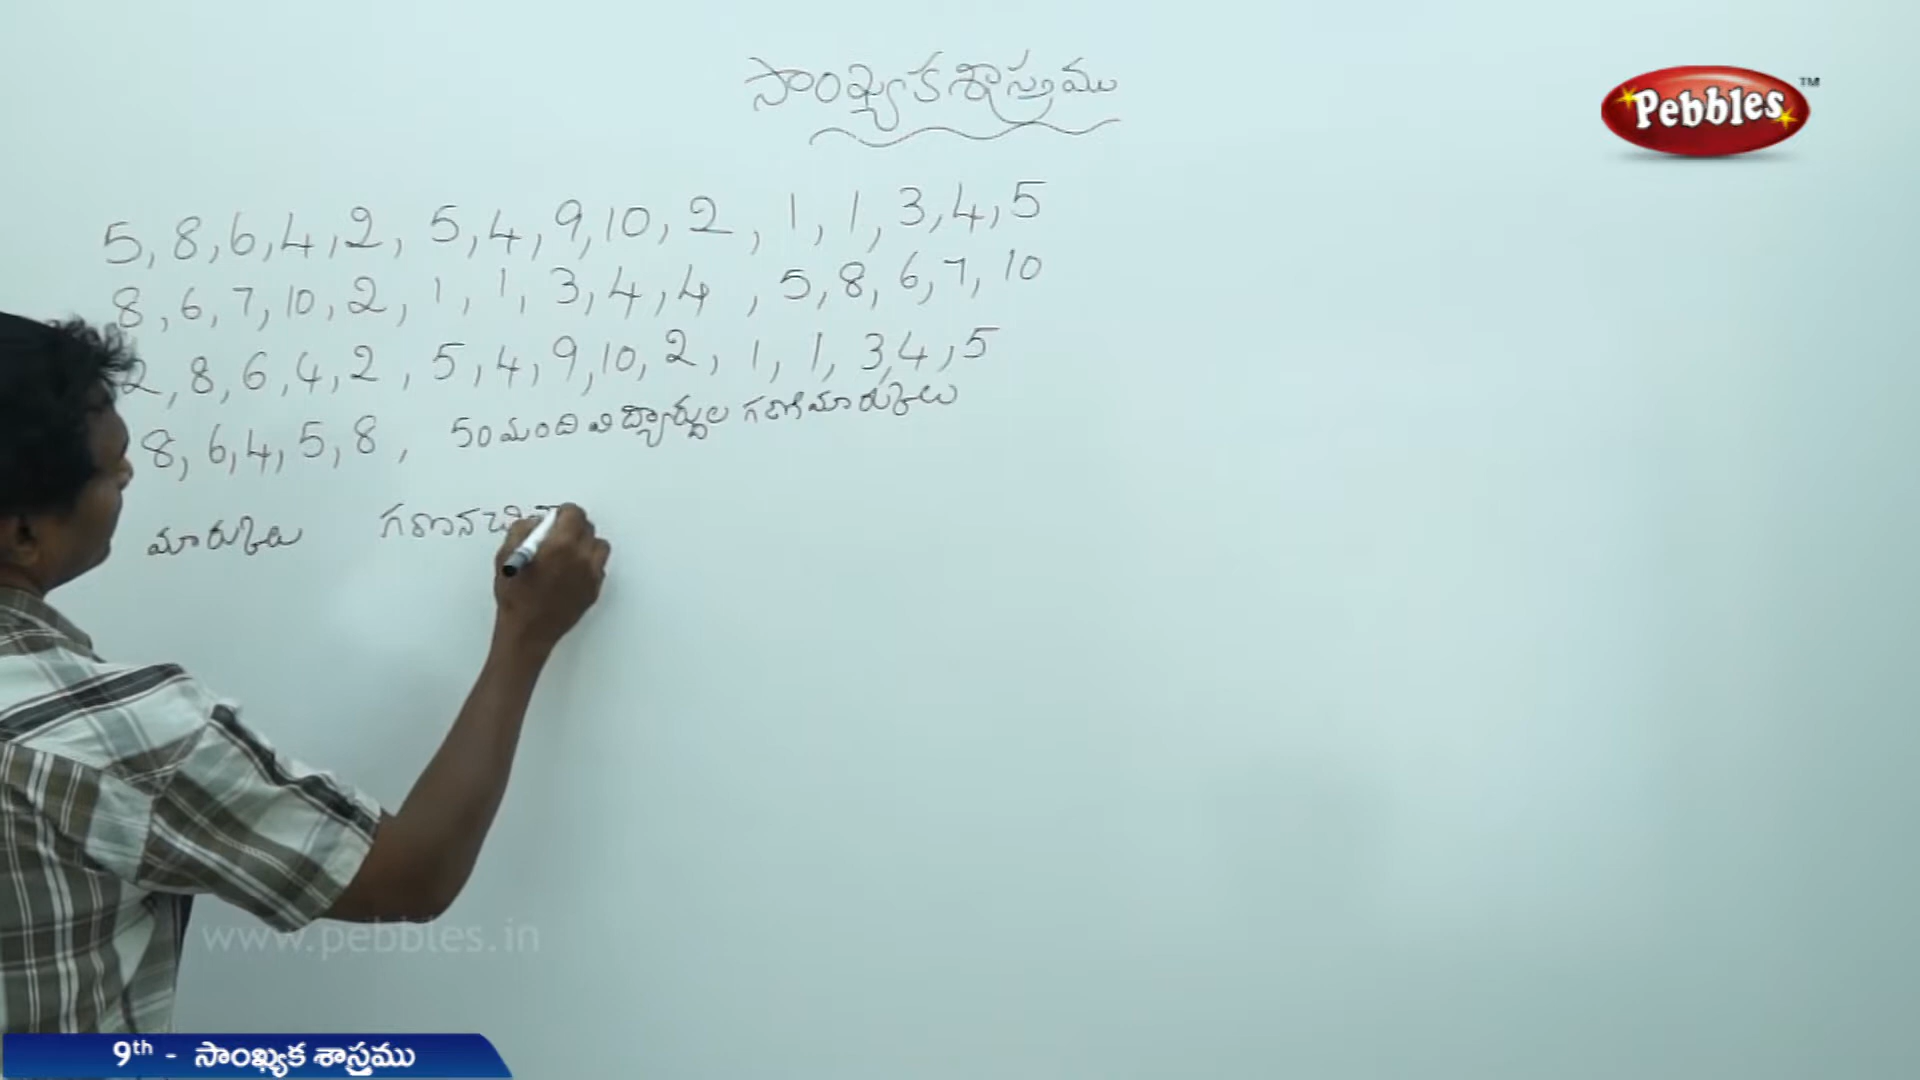 సాంఖ్యకశాస్త్రము
Pebbles™
5, 8, 6, 4, 2, 5, 4, 9, 10, 2, 1, 1, 3, 4, 5
8, 6, 7, 10, 2, 1, 1, 3, 4, 4, 5, 8, 6, 7, 10
2, 8, 6, 4, 2, 5, 4, 9, 10, 2, 1, 1, 3, 4, 5
8, 6, 4, 5, 8, 50 మంది విద్యార్థుల గణిమార్కులు
మార్కులు గణన
www.pebbles.in
9th - సాంఖ్యక శాస్త్రము